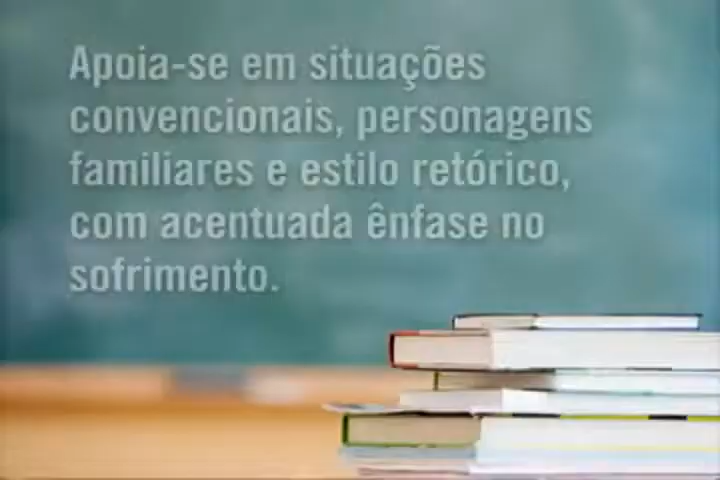 Apoia-se em situações
convencionais, personagens
familiares e estilo retórico,
com acentuada ênfase no
sofrimento.